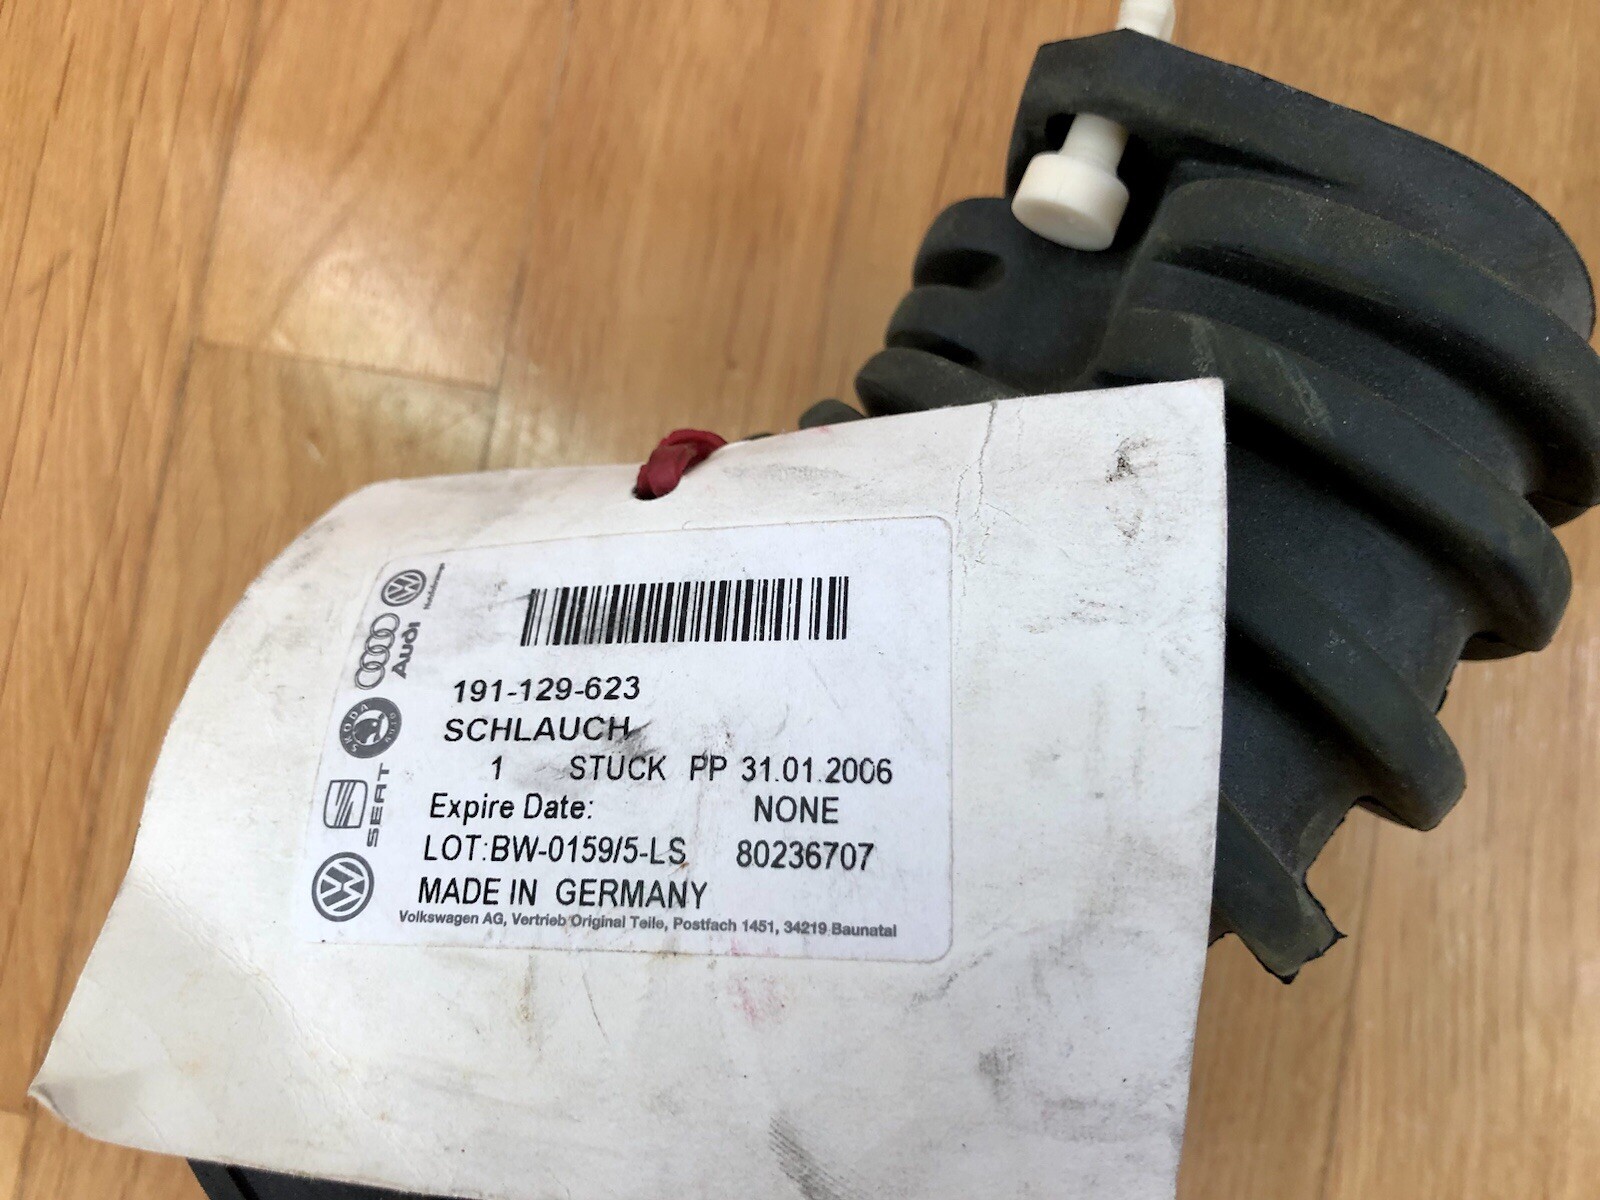 191-129-623
SCHLAUCH
1 STUCK PP 31.01.2006
Expire Date: NONE
LOT:BW-0159/5-LS 80236707
MADE IN GERMANY
Volkswagen AG, Vertrieb Original Teile, Postfach 1451, 34219 Baunatal
Audi
SKODA
SEAT